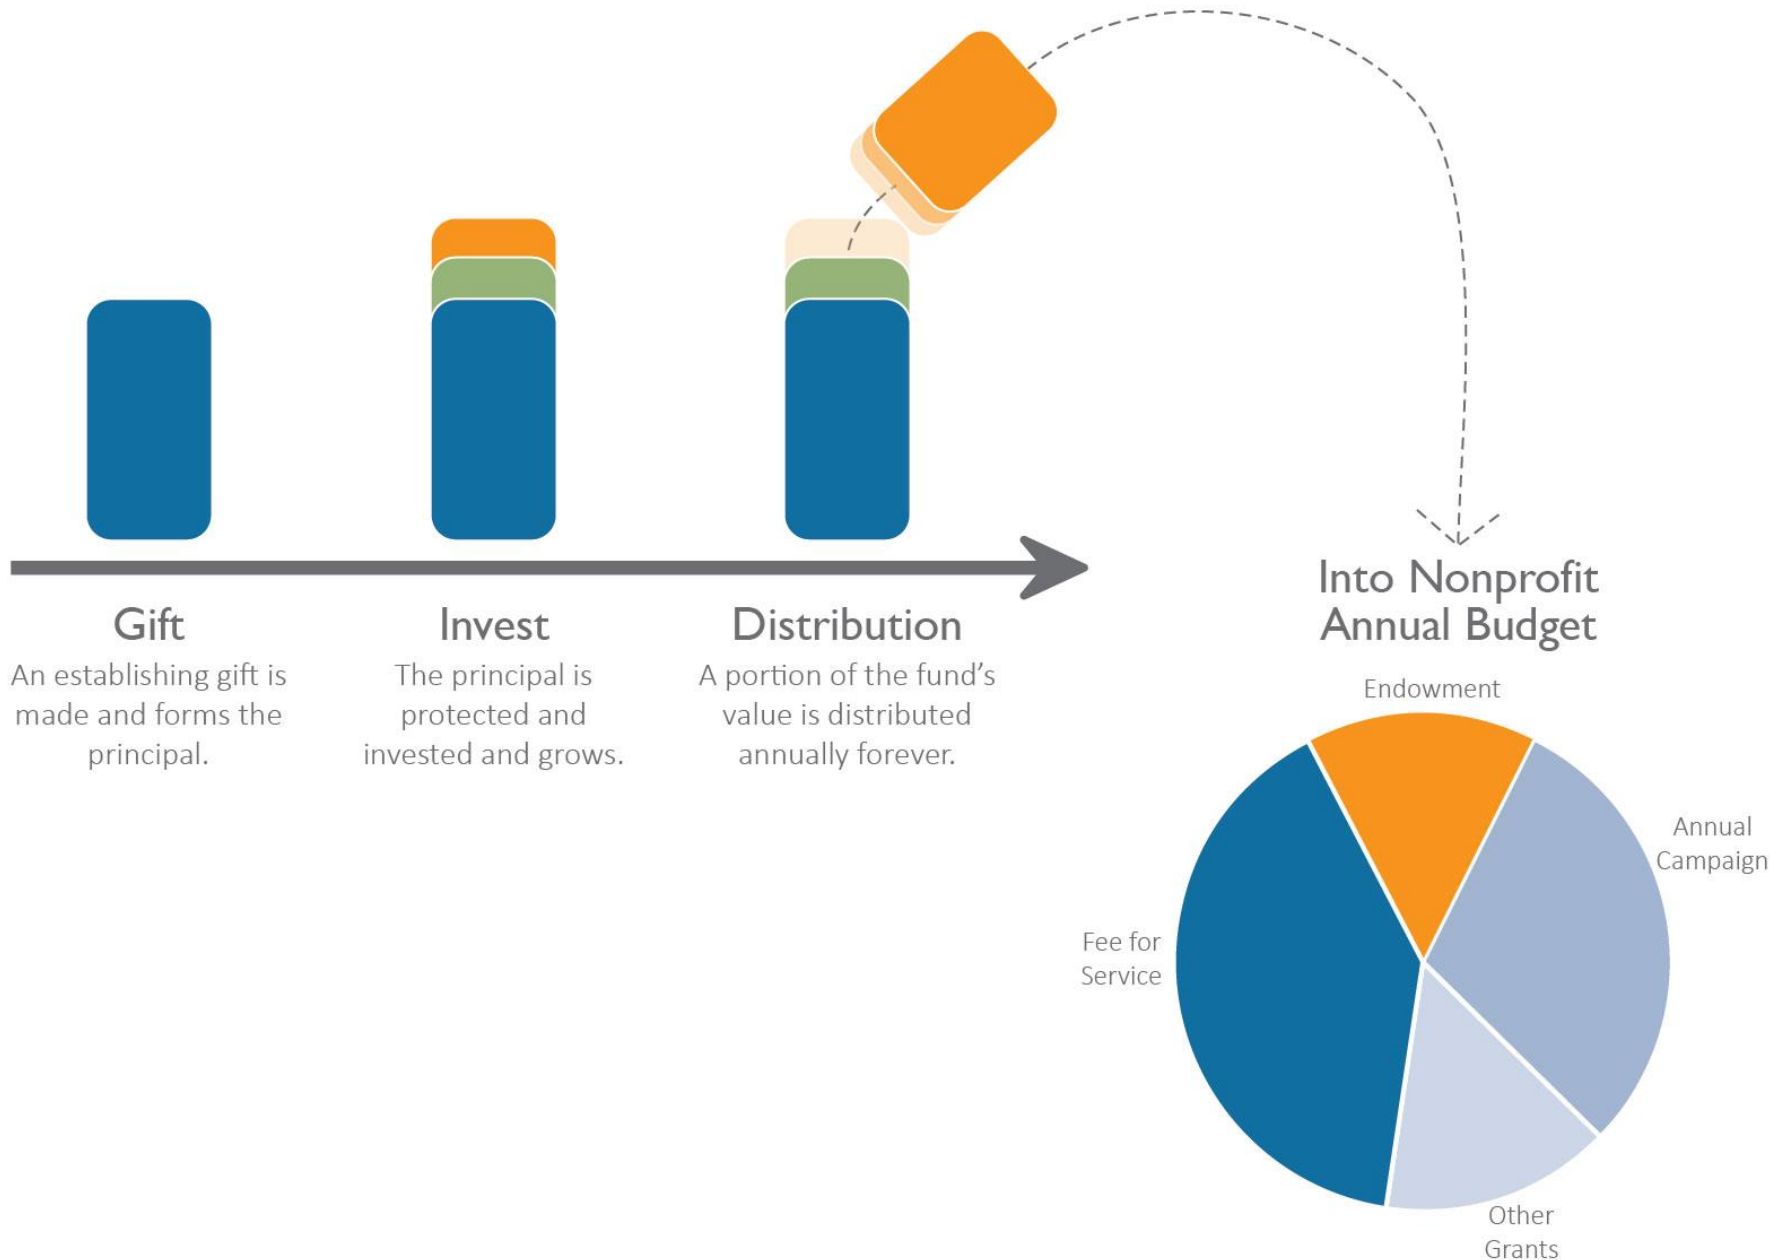 Gift
An establishing gift is
made and forms the
principal.
Invest
The principal is
protected and
invested and grows.
Distribution
A portion of the fund's
value is distributed
annually forever.
Into Nonprofit
Annual Budget
Endowment
Annual
Campaign
Fee for
Service
Other
Grants